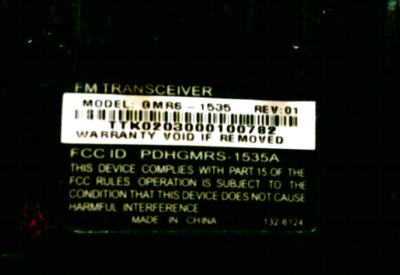 FM TRANSCEIVER
MODEL: GMRS-1535 REV:01
TTK0203000100782
WARRANTY VOID IF REMOVED
FCC ID PDHGMRS-1535A
THIS DEVICE COMPLIES WITH PART 15 OF THE
FCC RULES. OPERATION IS SUBJECT TO THE
CONDITION THAT THIS DEVICE DOES NOT CAUSE
HARMFUL INTERFERENCE
MADE IN CHINA 132-6124